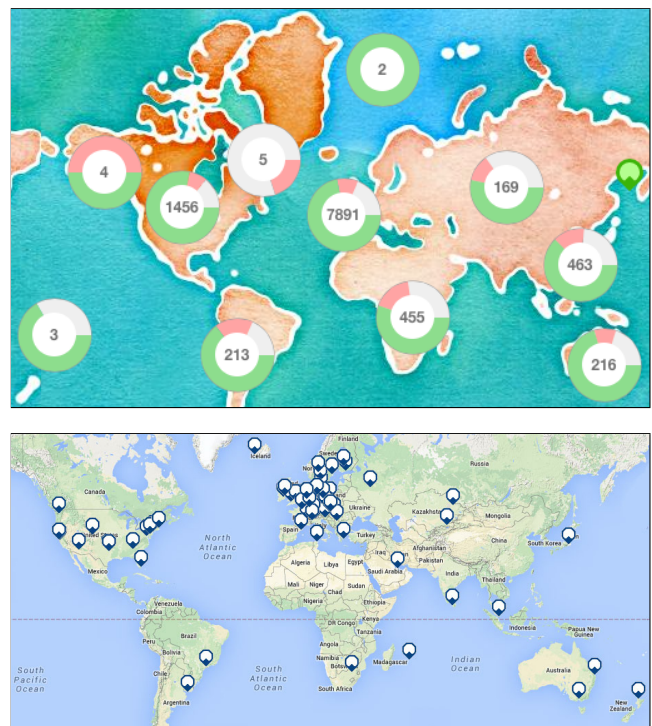 2
5
4
169
1456
7891
463
455
3
213
216
Finland
Iceland
Russia
Canada
Ukraine
Kazakhstan
Mongolia
North
Atlantic
Ocean
Spain
Turkey
China
South Korea
Afghanistan
Iraq
Pakistan
Algeria
Libya
Egypt
Saudi Arabia
Mexico
India
Mali
Niger
Sudan
Chad
Thailand
Nigeria
Ethiopia
Venezuela
Colombia
Kenya
DR Congo
Indonesia
Papua New
Guinea
Tanzania
Brazil
Peru
Angola
Bolivia
Namibia
Madagascar
Indian
Ocean
South
Pacific
Ocean
South
Atlantic
Ocean
Chile
Australia
South Africa
Argentina
New
Zealand